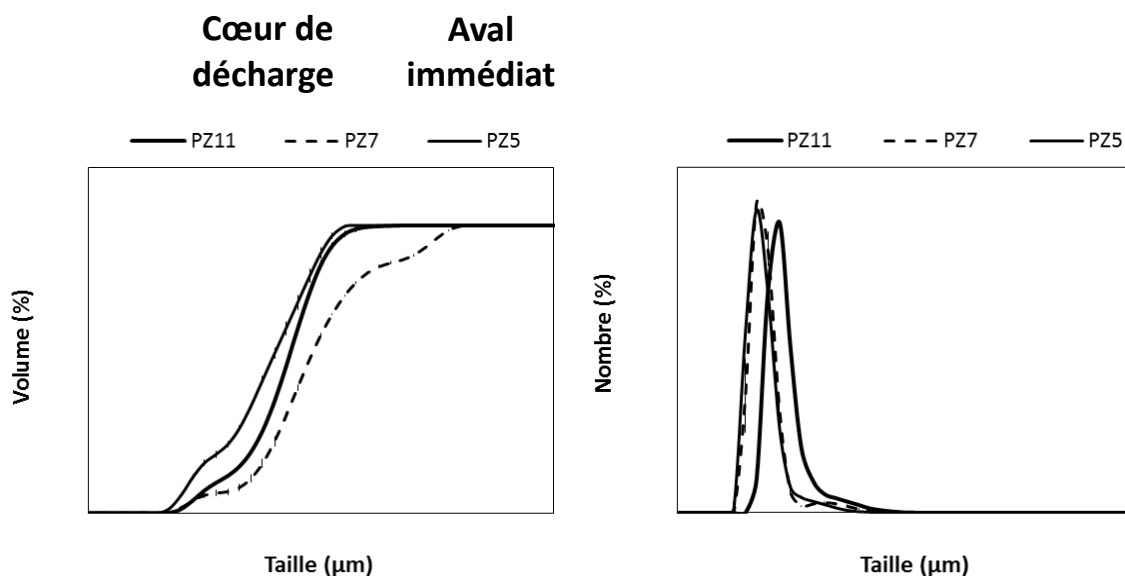 Cœur de
décharge
Aval
immédiat
PZ11 PZ7 PZ5
PZ11 PZ7 PZ5
Volume (%)
Taille (µm)
Nombre (%)
Taille (µm)